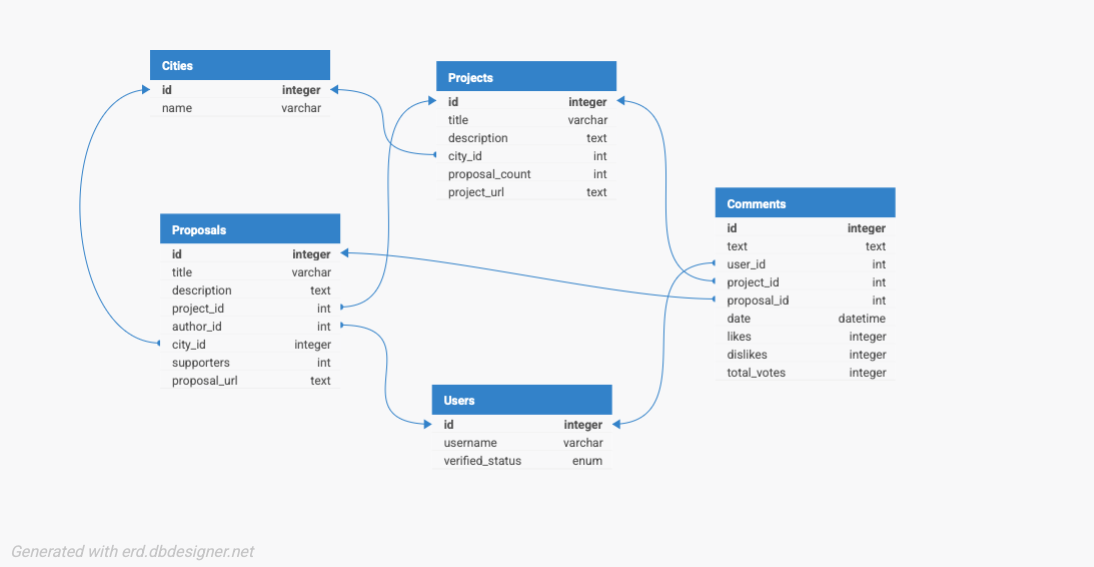 Cities
id integer
name varchar
Projects
id integer
title varchar
description text
city_id int
proposal_count int
project_url text
Proposals
id integer
title varchar
description text
project_id int
author_id int
city_id integer
supporters int
proposal_url text
Comments
id integer
text text
user_id int
project_id int
proposal_id int
date datetime
likes integer
dislikes integer
total_votes integer
Users
id integer
username varchar
verified_status enum
Generated with erd.dbdesigner.net